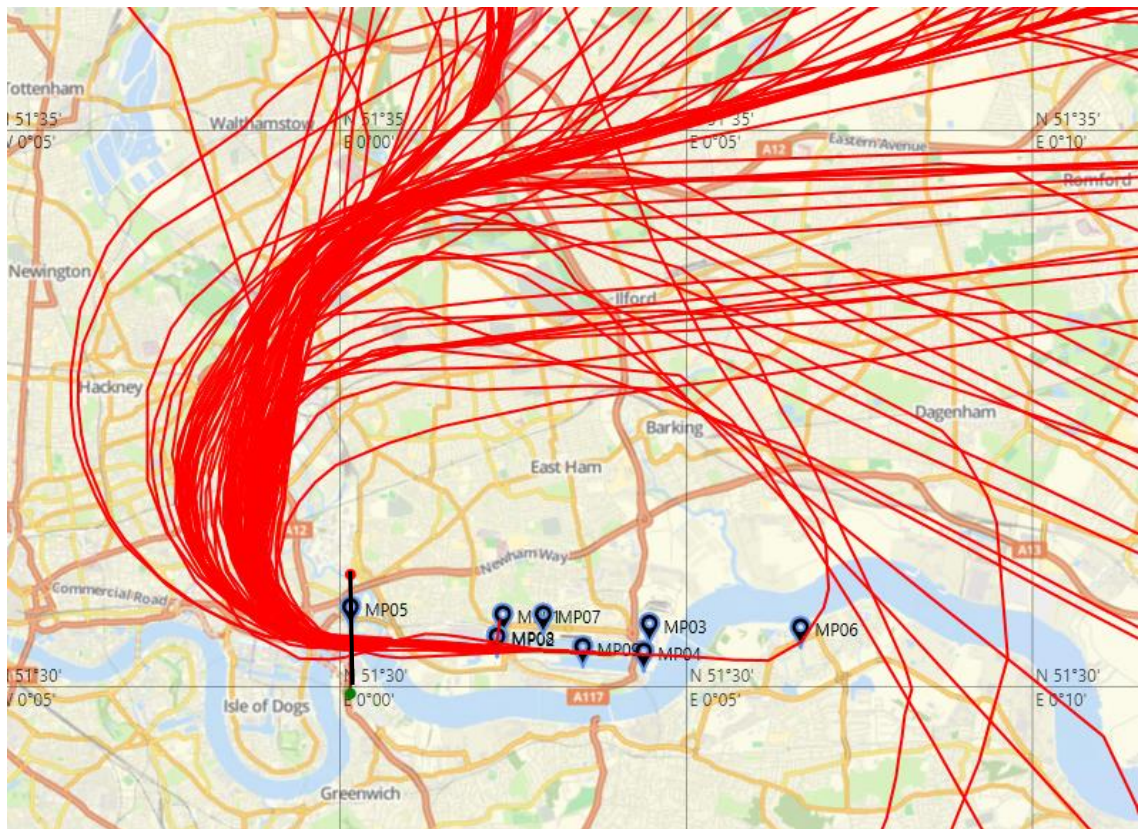 Tottenham
Walthamstow
N 51°35'
N 51°35'
N 51°35'
N 51°35'
W 0°05'
E 0°00'
E 0°05'
E 0°10'
A12
Eastern Avenue
Romford
Newington
Ilford
Hackney
Dagenham
Barking
East Ham
A12
A13
Newham Way
Commercial Road
MP05
MP07
MP03
MP06
MP08
MP09
MP04
N 51°30'
N 51°30'
N 51°30'
N 51°30'
W 0°05'
E 0°00'
E 0°05'
E 0°10'
A117
Isle of Dogs
Greenwich